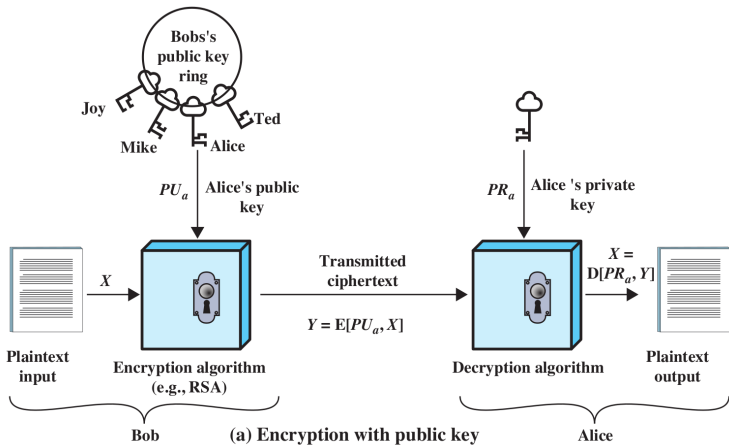 Bobs's
public key
ring
Joy
Mike
Alice
Ted
PUa
Alice's public
key
PRa
Alice 's private
key
X
Transmitted
ciphertext
X =
D[PRa, Y]
Y = E[PUa, X]
Plaintext
input
Encryption algorithm
(e.g., RSA)
Decryption algorithm
Plaintext
output
Bob
(a) Encryption with public key
Alice